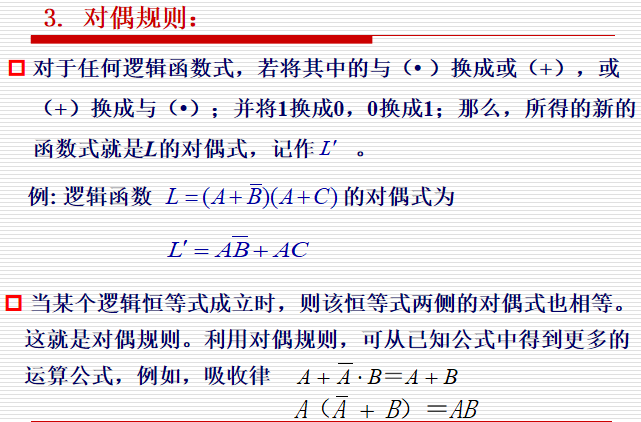 3. 对偶规则：
对于任何逻辑函数式，若将其中的与（•）换成或（+），或
（+）换成与（•）；并将1换成0，0换成1；那么，所得的新的
函数式就是L的对偶式，记作 L′ 。
例: 逻辑函数 L=(A+B̅)(A+C) 的对偶式为
L′ = AB̅ + AC
当某个逻辑恒等式成立时，则该恒等式两侧的对偶式也相等。
这就是对偶规则。利用对偶规则，可从已知公式中得到更多的
运算公式，例如，吸收律 A + A̅ · B=A + B
A（A̅ + B）=AB